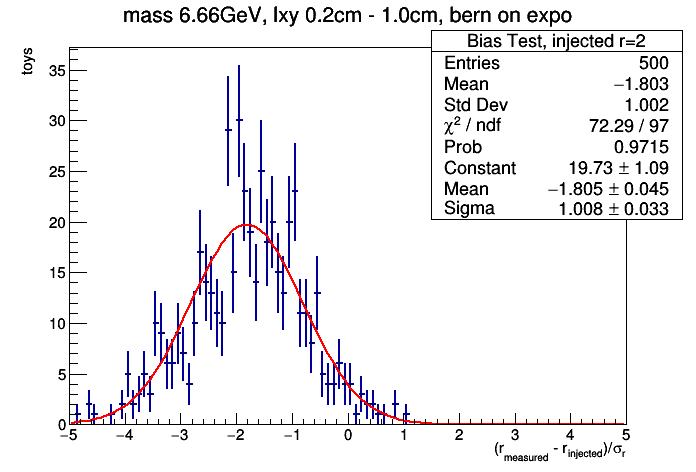 mass 6.66GeV, lxy 0.2cm - 1.0cm, bern on expo
Bias Test, injected r=2
Entries 500
Mean −1.803
Std Dev 1.002
χ² / ndf 72.29 / 97
Prob 0.9715
Constant 19.73 ± 1.09
Mean −1.805 ± 0.045
Sigma 1.008 ± 0.033
toys
35
30
25
20
15
10
5
0
−5 −4 −3 −2 −1 0 1 2 3 4 5
(r_measured - r_injected)/σ_r